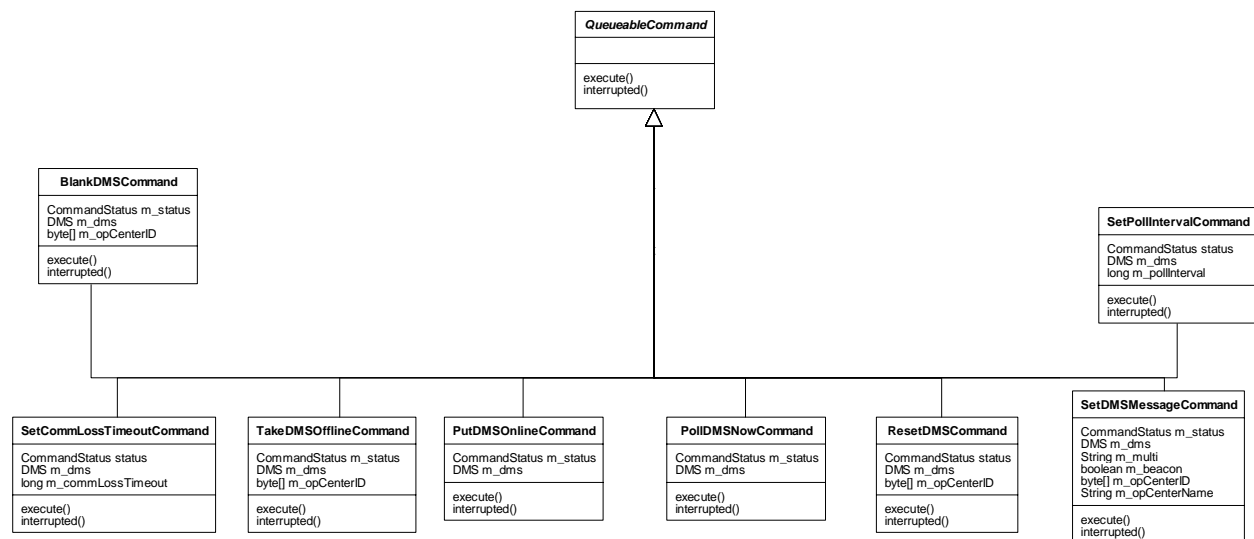 QueueableCommand
execute()
interrupted()
BlankDMSCommand
CommandStatus m_status
DMS m_dms
byte[] m_opCenterID
execute()
interrupted()
SetPollIntervalCommand
CommandStatus status
DMS m_dms
long m_pollInterval
execute()
interrupted()
SetCommLossTimeoutCommand
CommandStatus status
DMS m_dms
long m_commLossTimeout
execute()
interrupted()
TakeDMSOfflineCommand
CommandStatus m_status
DMS m_dms
byte[] m_opCenterID
execute()
interrupted()
PutDMSOnlineCommand
CommandStatus m_status
DMS m_dms
execute()
interrupted()
PollDMSNowCommand
CommandStatus m_status
DMS m_dms
execute()
interrupted()
ResetDMSCommand
CommandStatus status
DMS m_dms
byte[] m_opCenterID
execute()
interrupted()
SetDMSMessageCommand
CommandStatus m_status
DMS m_dms
String m_multi
boolean m_beacon
byte[] m_opCenterID
String m_opCenterName
execute()
interrupted()